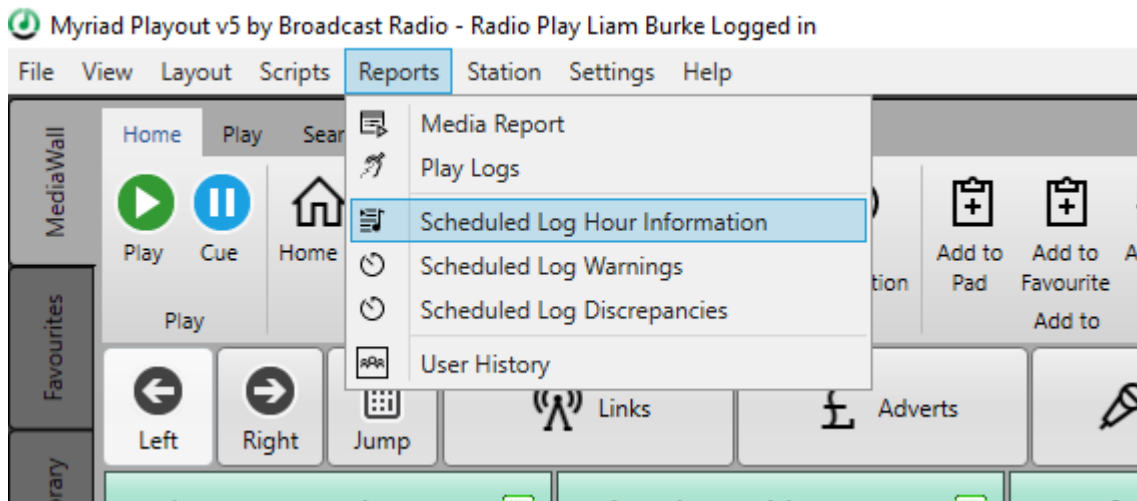 Myriad Playout v5 by Broadcast Radio - Radio Play Liam Burke Logged in
File View Layout Scripts Reports Station Settings Help
MediaWall
Favourites
Home Play
Media Report
Play Logs
Scheduled Log Hour Information
Scheduled Log Warnings
Scheduled Log Discrepancies
User History
Play Cue Home
Play
Add to Pad
Add to Favourite
Add to
Left Right Jump Links Adverts